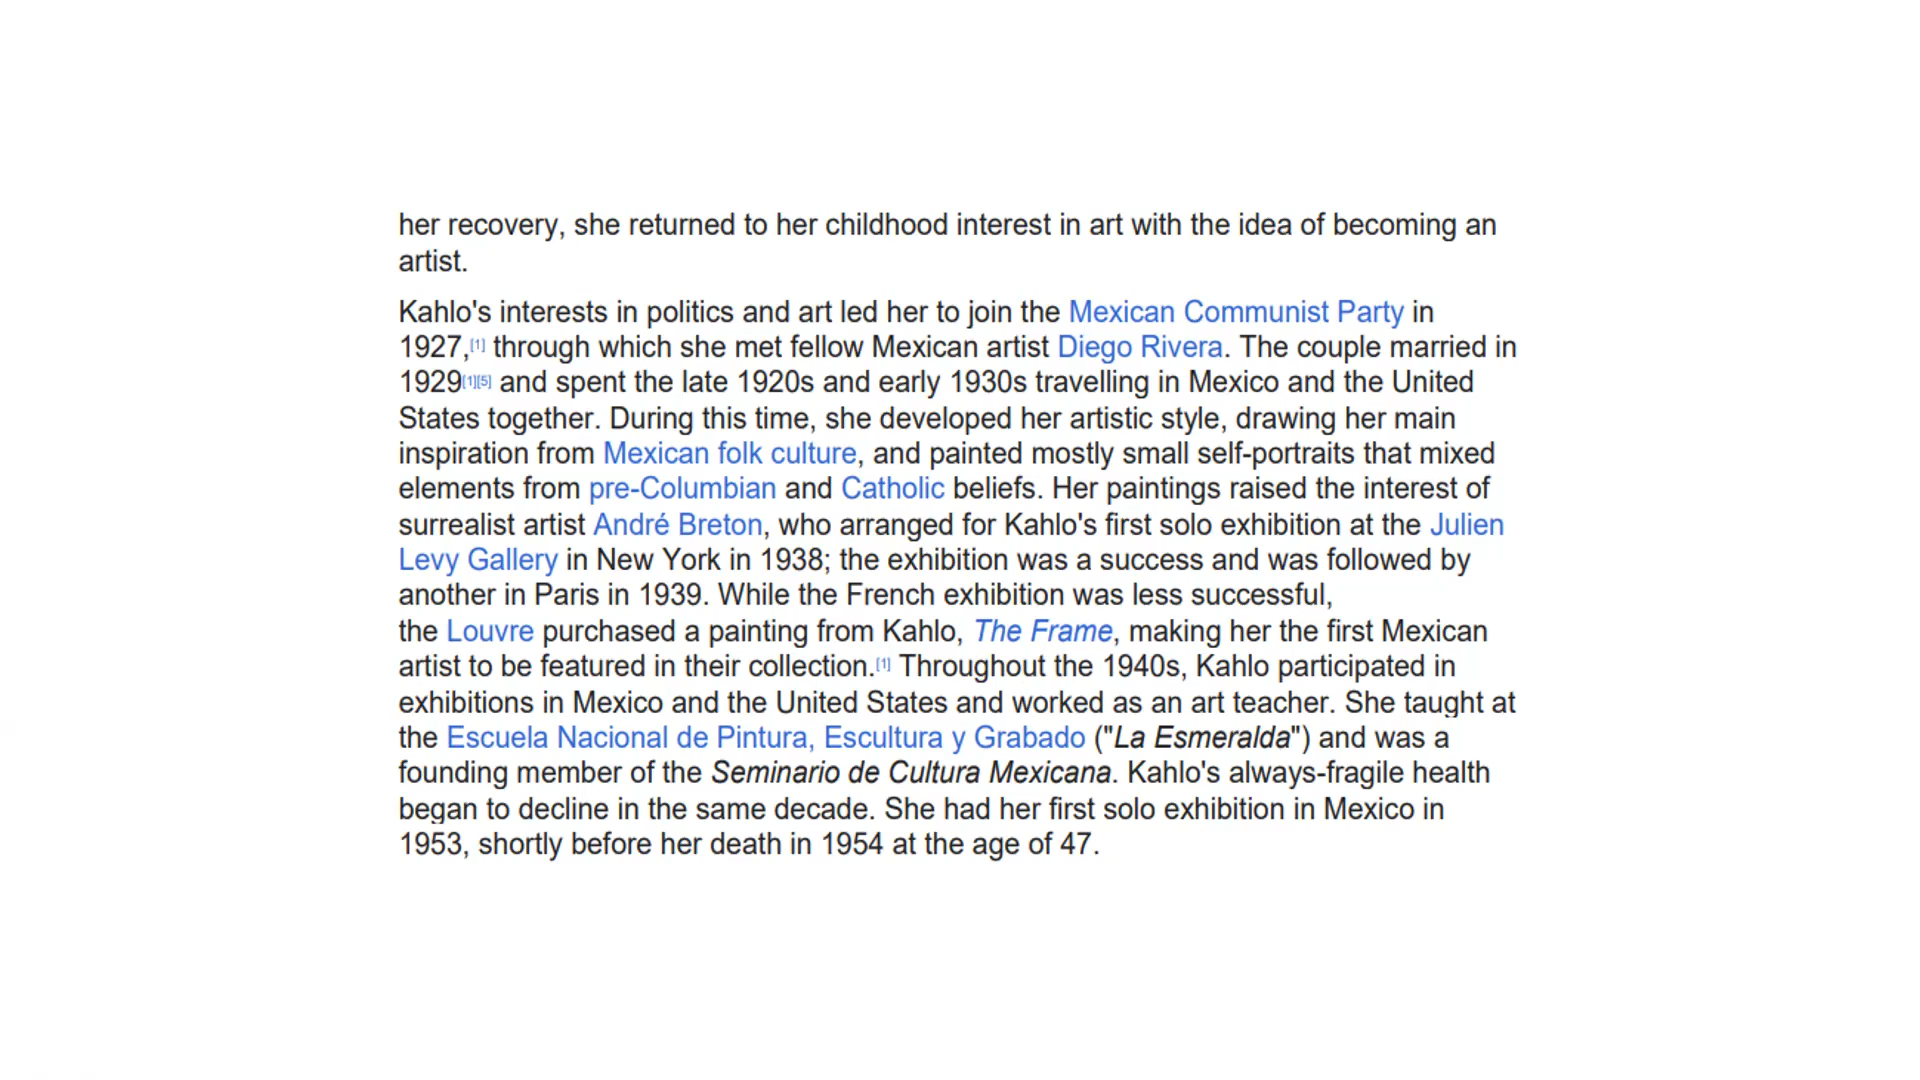 her recovery, she returned to her childhood interest in art with the idea of becoming an
artist.
Kahlo's interests in politics and art led her to join the Mexican Communist Party in
1927,[1] through which she met fellow Mexican artist Diego Rivera. The couple married in
1929[1][5] and spent the late 1920s and early 1930s travelling in Mexico and the United
States together. During this time, she developed her artistic style, drawing her main
inspiration from Mexican folk culture, and painted mostly small self-portraits that mixed
elements from pre-Columbian and Catholic beliefs. Her paintings raised the interest of
surrealist artist André Breton, who arranged for Kahlo's first solo exhibition at the Julien
Levy Gallery in New York in 1938; the exhibition was a success and was followed by
another in Paris in 1939. While the French exhibition was less successful,
the Louvre purchased a painting from Kahlo, The Frame, making her the first Mexican
artist to be featured in their collection.[1] Throughout the 1940s, Kahlo participated in
exhibitions in Mexico and the United States and worked as an art teacher. She taught at
the Escuela Nacional de Pintura, Escultura y Grabado ("La Esmeralda") and was a
founding member of the Seminario de Cultura Mexicana. Kahlo's always-fragile health
began to decline in the same decade. She had her first solo exhibition in Mexico in
1953, shortly before her death in 1954 at the age of 47.